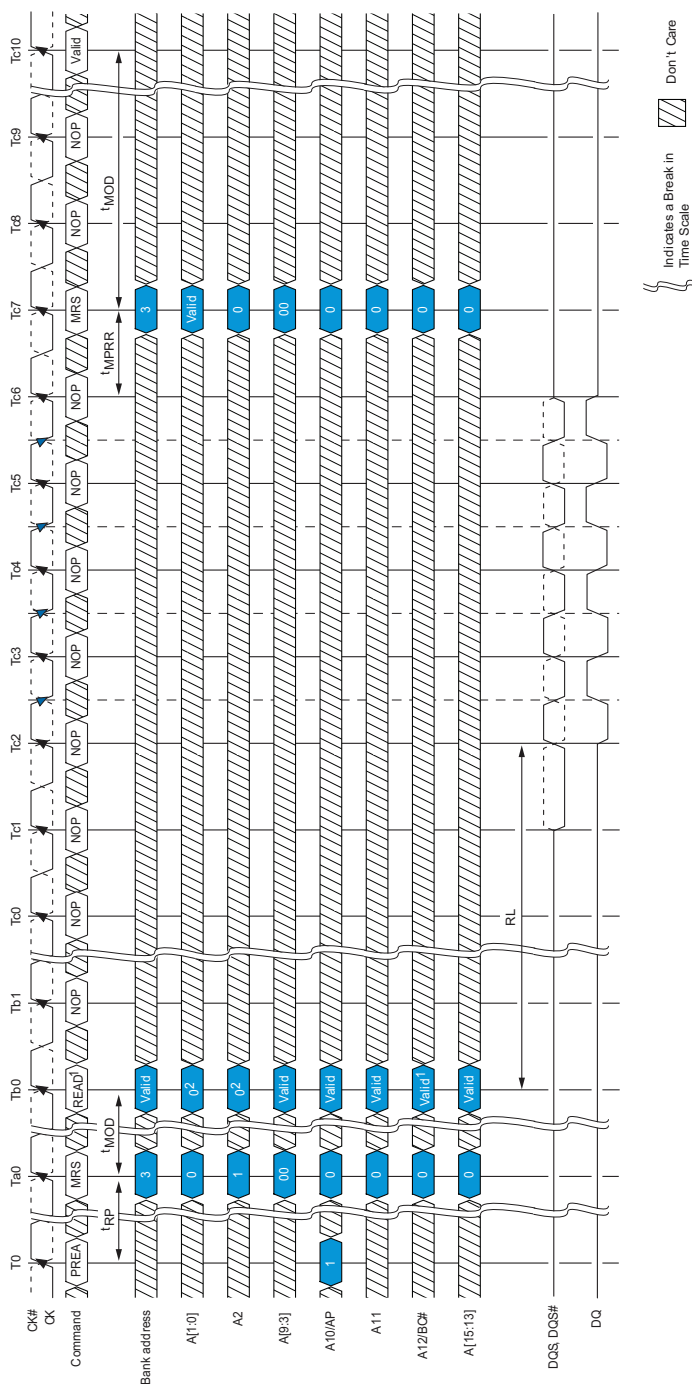 T0 Ta0 Tb0 Tb1 Tc0 Tc1 Tc2 Tc3 Tc4 Tc5 Tc6 Tc7 Tc8 Tc9 Tc10
CK#
CK
Command PREA MRS READ1 NOP NOP NOP NOP NOP NOP NOP NOP MRS NOP NOP Valid
tRP tMOD tMPRR tMOD
Bank address 3 Valid 3
A[1:0] 0 02 Valid
A2 1 02 0
A[9:3] 00 Valid 00
A10/AP 1 0 Valid 0
A11 0 Valid 0
A12/BC# 0 Valid1 0
A[15:13] 0 Valid 0
RL
DQS, DQS#
DQ
Indicates a Break in
Time Scale
Don't Care